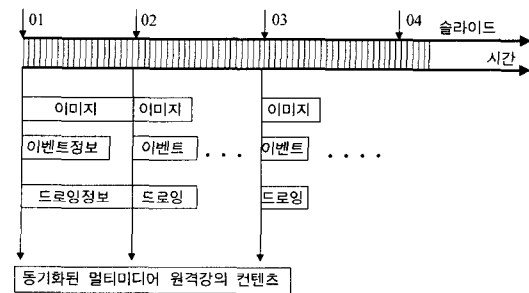 01 02 03 04 슬라이드
시간
이미지 이미지 이미지
이벤트정보 이벤트 . . . 이벤트 . . . .
드로잉정보 드로잉 드로잉
동기화된 멀티미디어 원격강의 컨텐츠